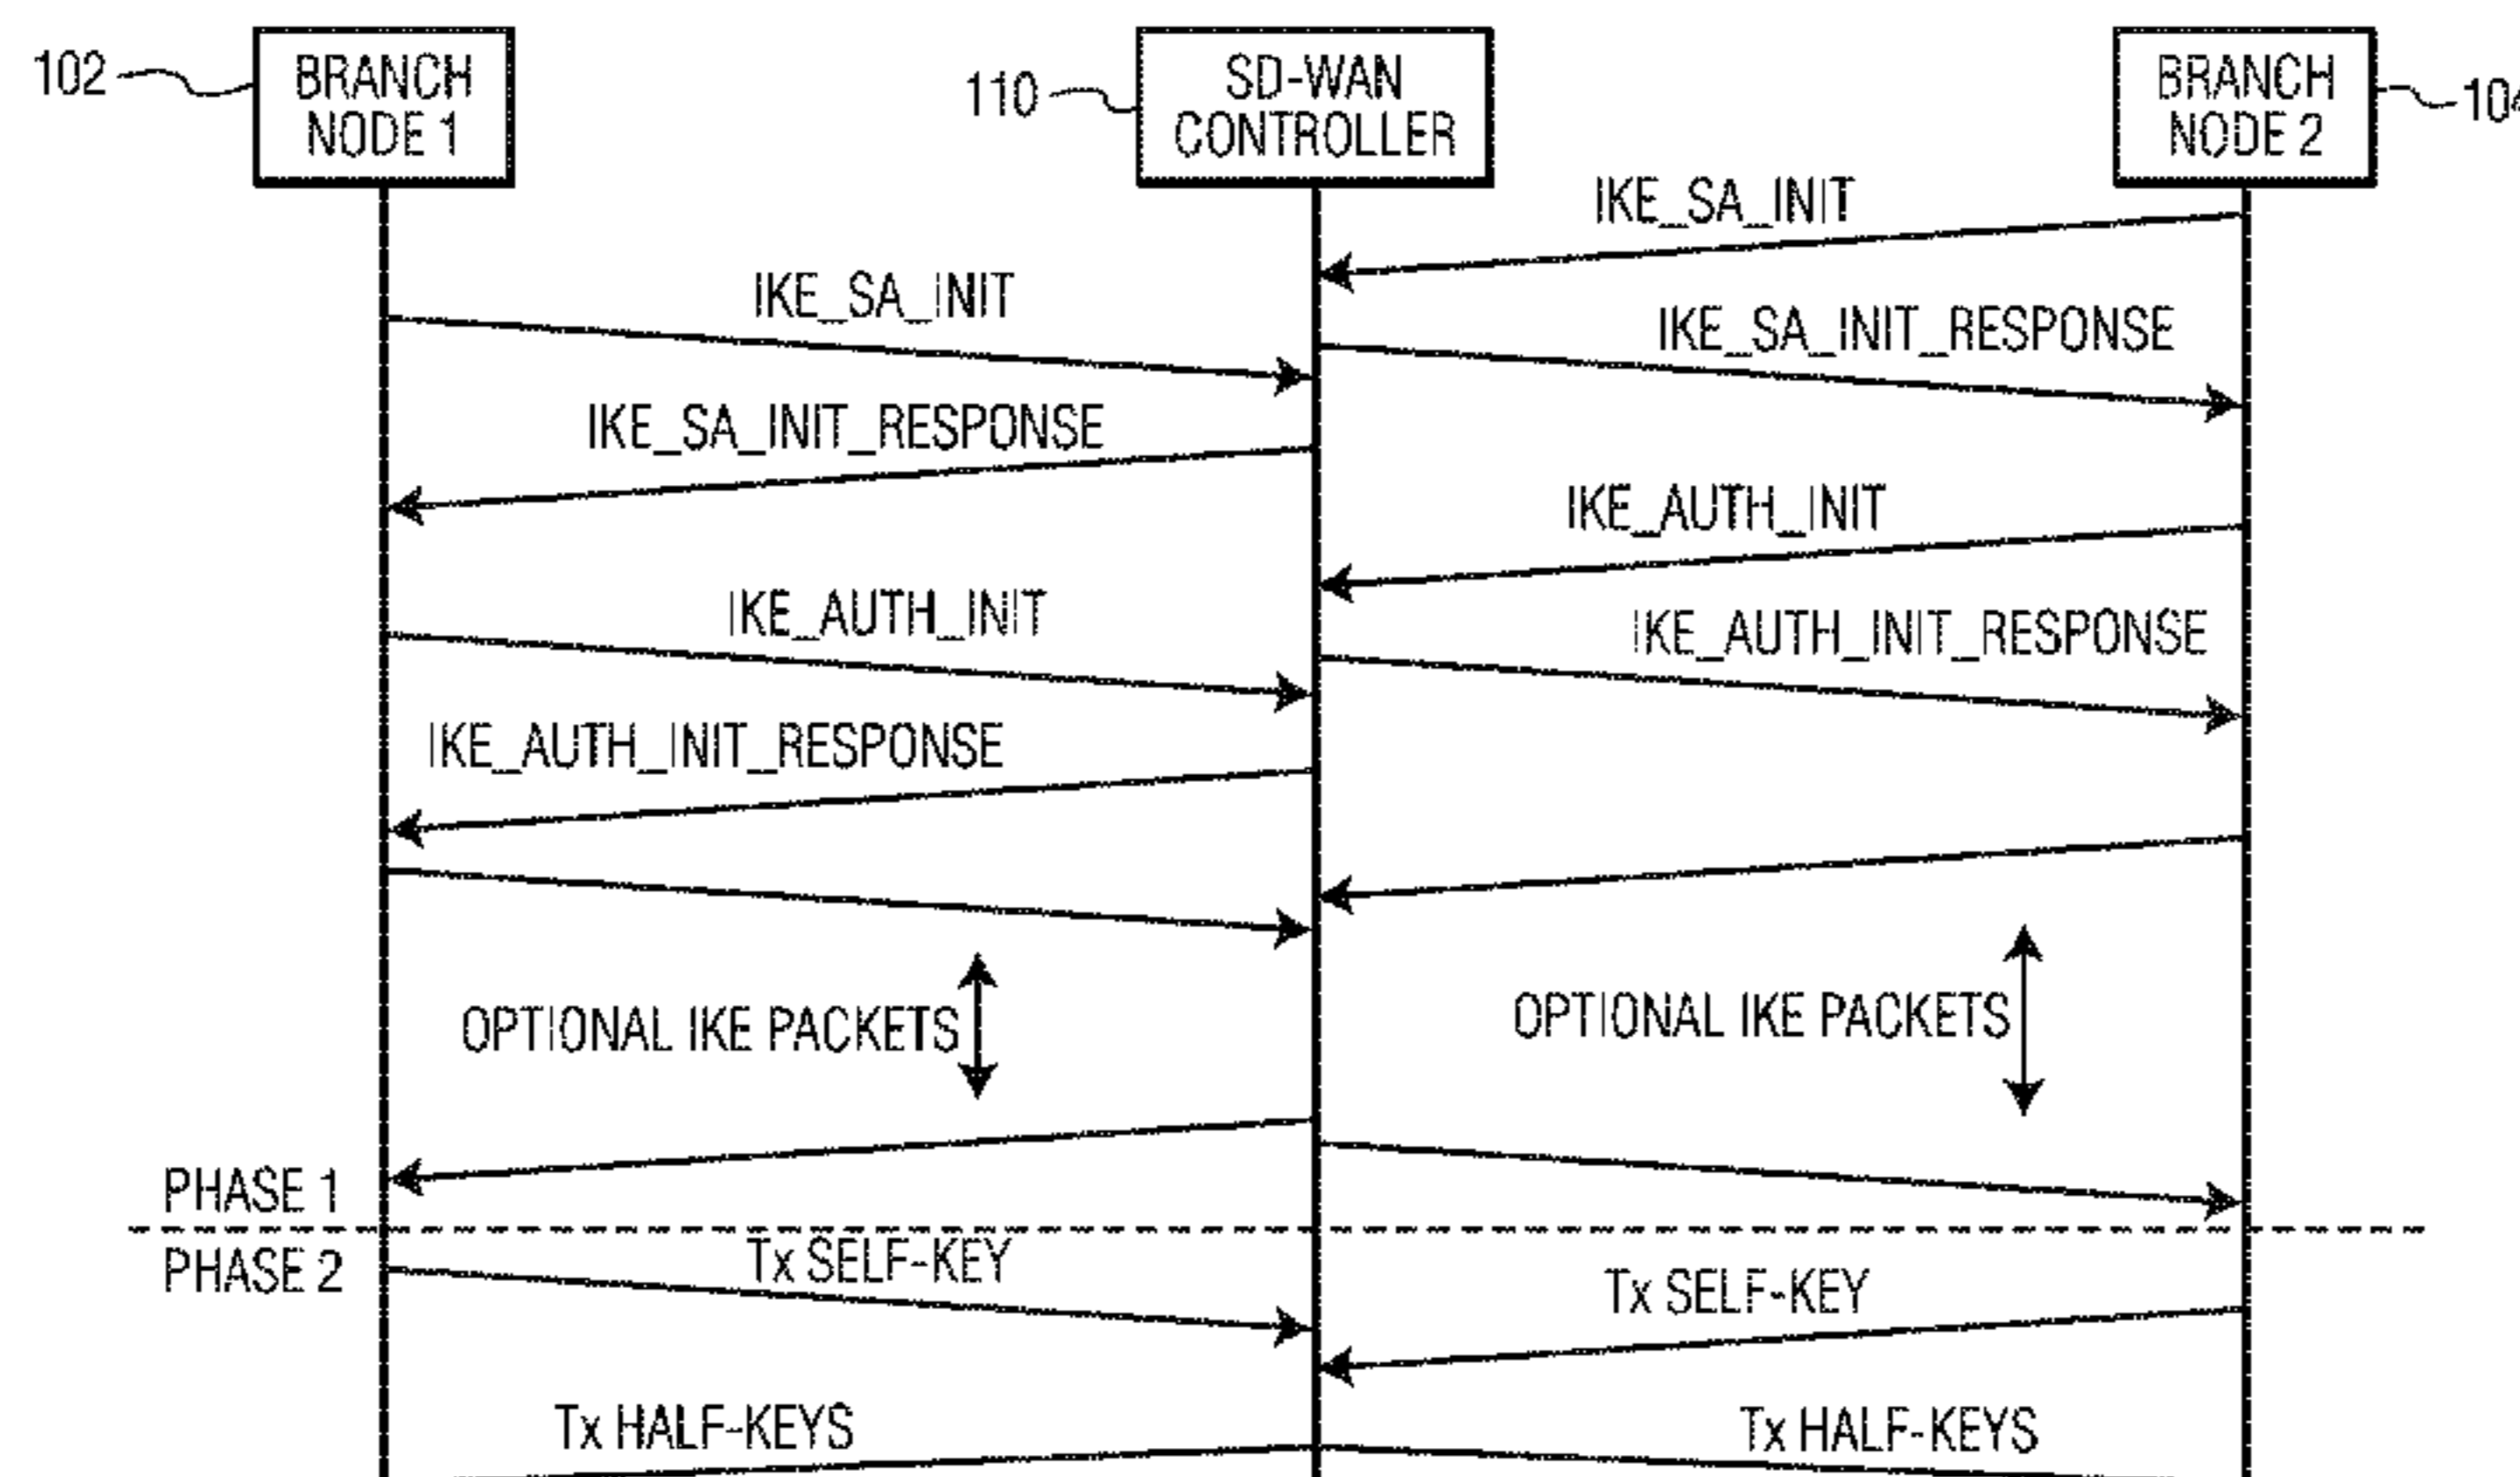 102
BRANCH
NODE 1
110
SD-WAN
CONTROLLER
BRANCH
NODE 2
IKE_SA_INIT
IKE_SA_INIT
IKE_SA_INIT_RESPONSE
IKE_SA_INIT_RESPONSE
IKE_AUTH_INIT
IKE_AUTH_INIT
IKE_AUTH_INIT_RESPONSE
IKE_AUTH_INIT_RESPONSE
OPTIONAL IKE PACKETS
OPTIONAL IKE PACKETS
PHASE 1
PHASE 2
Tx SELF-KEY
Tx SELF-KEY
Tx HALF-KEYS
Tx HALF-KEYS